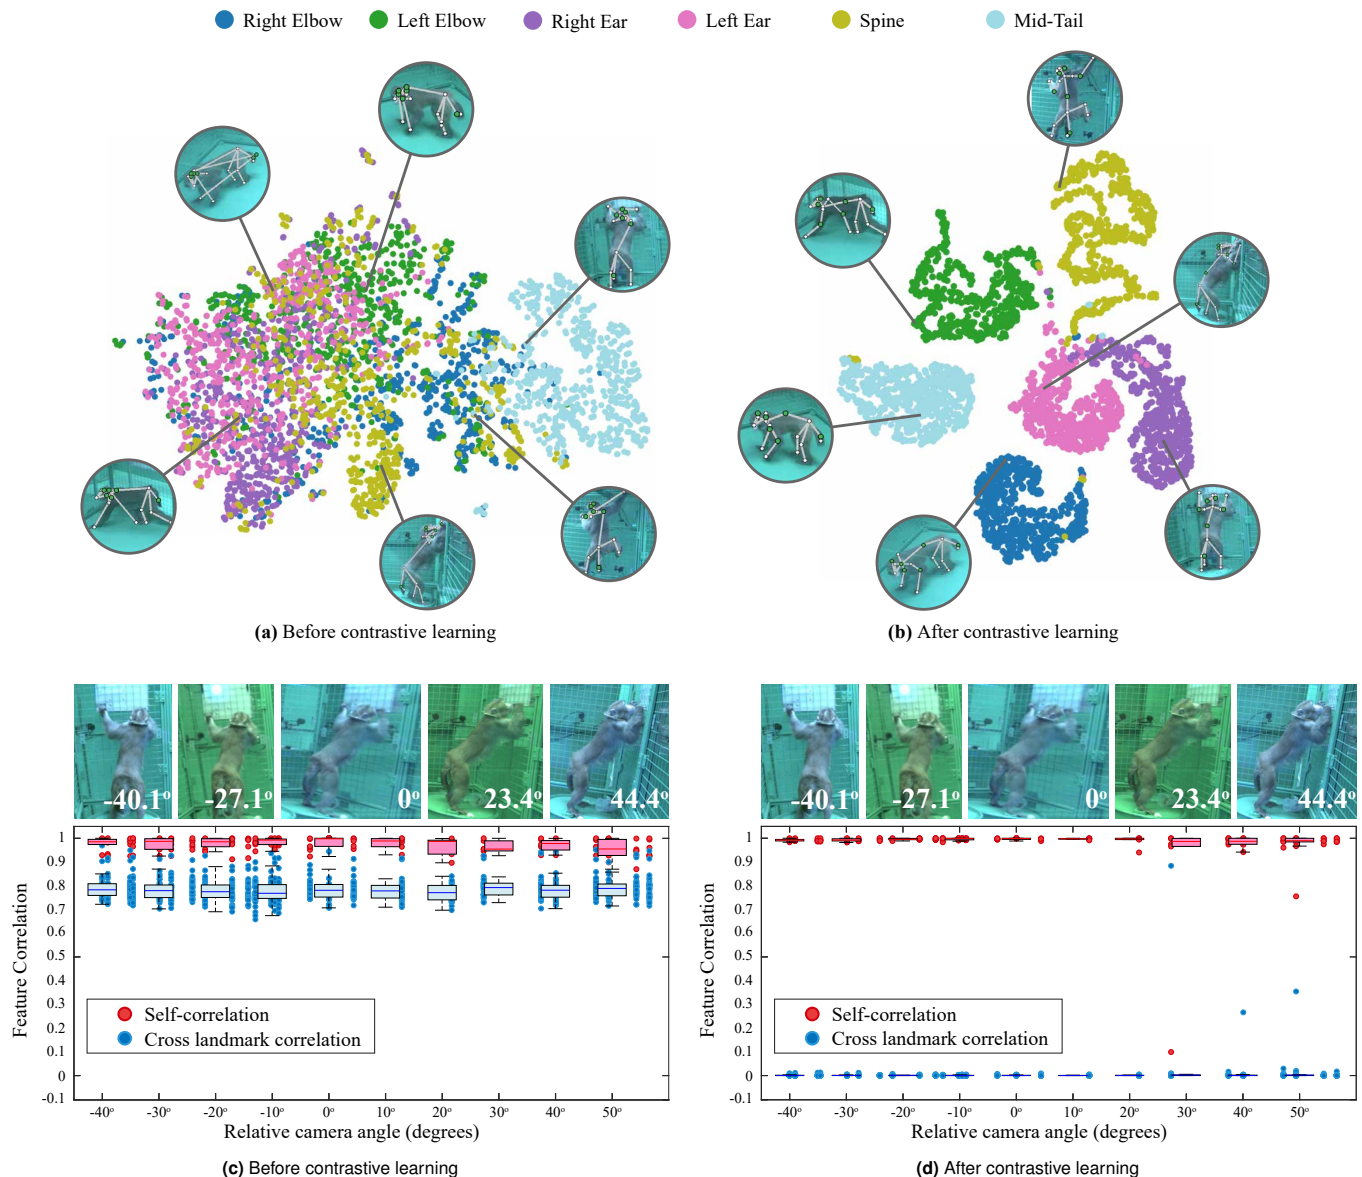 Right Elbow Left Elbow Right Ear Left Ear Spine Mid-Tail
(a) Before contrastive learning
(b) After contrastive learning
-40.1° -27.1° 0° 23.4° 44.4°
Feature Correlation
1
0.9
0.8
0.7
0.6
0.5
0.4
0.3
0.2
0.1
0
-0.1
Self-correlation
Cross landmark correlation
-40° -30° -20° -10° 0° 10° 20° 30° 40° 50°
Relative camera angle (degrees)
(c) Before contrastive learning
-40.1° -27.1° 0° 23.4° 44.4°
Feature Correlation
1
0.9
0.8
0.7
0.6
0.5
0.4
0.3
0.2
0.1
0
-0.1
Self-correlation
Cross landmark correlation
-40° -30° -20° -10° 0° 10° 20° 30° 40° 50°
Relative camera angle (degrees)
(d) After contrastive learning